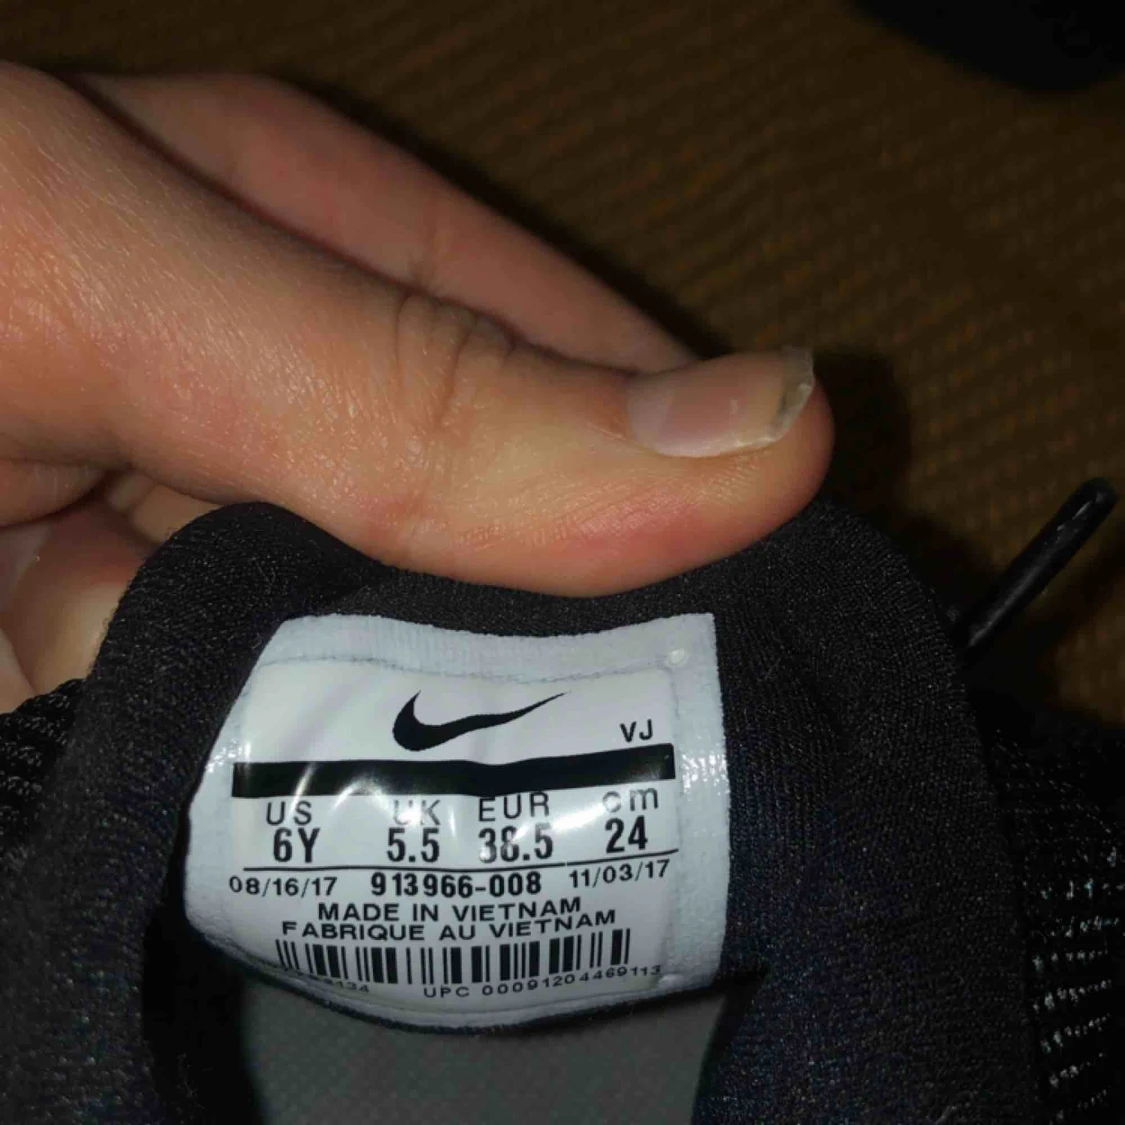 VJ
US UK EUR cm
6Y 5.5 38.5 24
08/16/17 913966-008 11/03/17
MADE IN VIETNAM
FABRIQUE AU VIETNAM
UPC 00091204469113